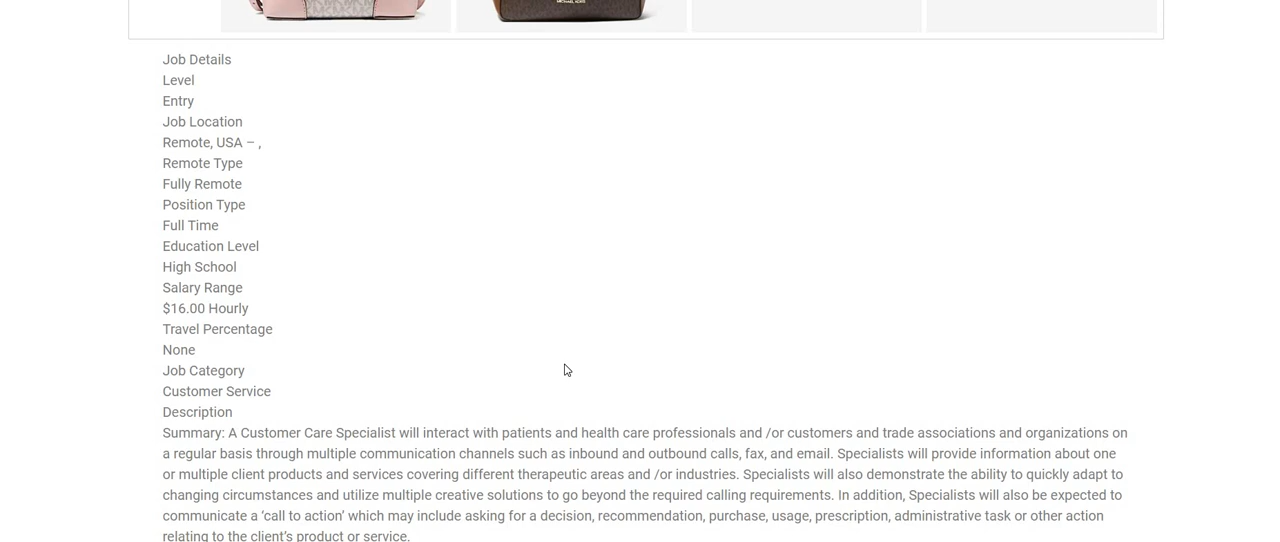 MICHAEL KORS
Job Details
Level
Entry
Job Location
Remote, USA – ,
Remote Type
Fully Remote
Position Type
Full Time
Education Level
High School
Salary Range
$16.00 Hourly
Travel Percentage
None
Job Category
Customer Service
Description
Summary: A Customer Care Specialist will interact with patients and health care professionals and /or customers and trade associations and organizations on
a regular basis through multiple communication channels such as inbound and outbound calls, fax, and email. Specialists will provide information about one
or multiple client products and services covering different therapeutic areas and /or industries. Specialists will also demonstrate the ability to quickly adapt to
changing circumstances and utilize multiple creative solutions to go beyond the required calling requirements. In addition, Specialists will also be expected to
communicate a ‘call to action’ which may include asking for a decision, recommendation, purchase, usage, prescription, administrative task or other action
relating to the client’s product or service.